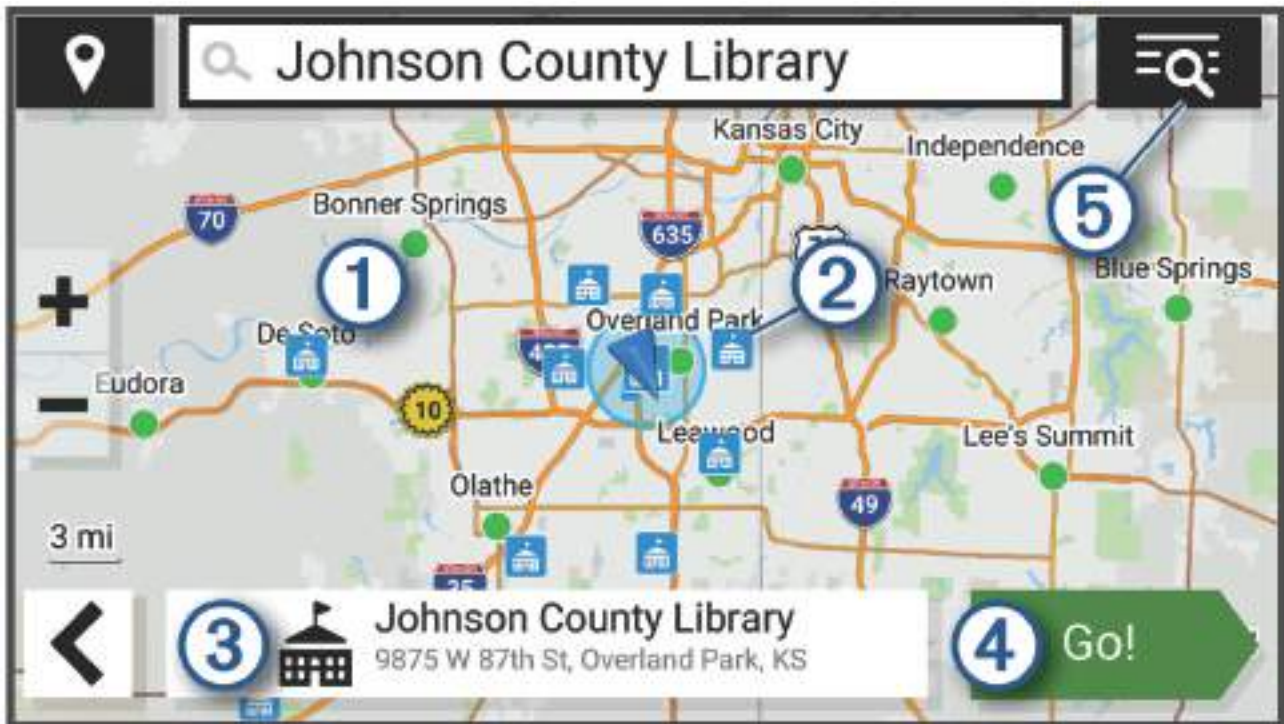 Johnson County Library
Kansas City
Independence
5
Bonner Springs
70
635
1
2
Raytown
Blue Springs
Overland Park
De Soto
Eudora
10
Leawood
Lee's Summit
Olathe
49
3 mi
35
3
Johnson County Library
9875 W 87th St, Overland Park, KS
4
Go!